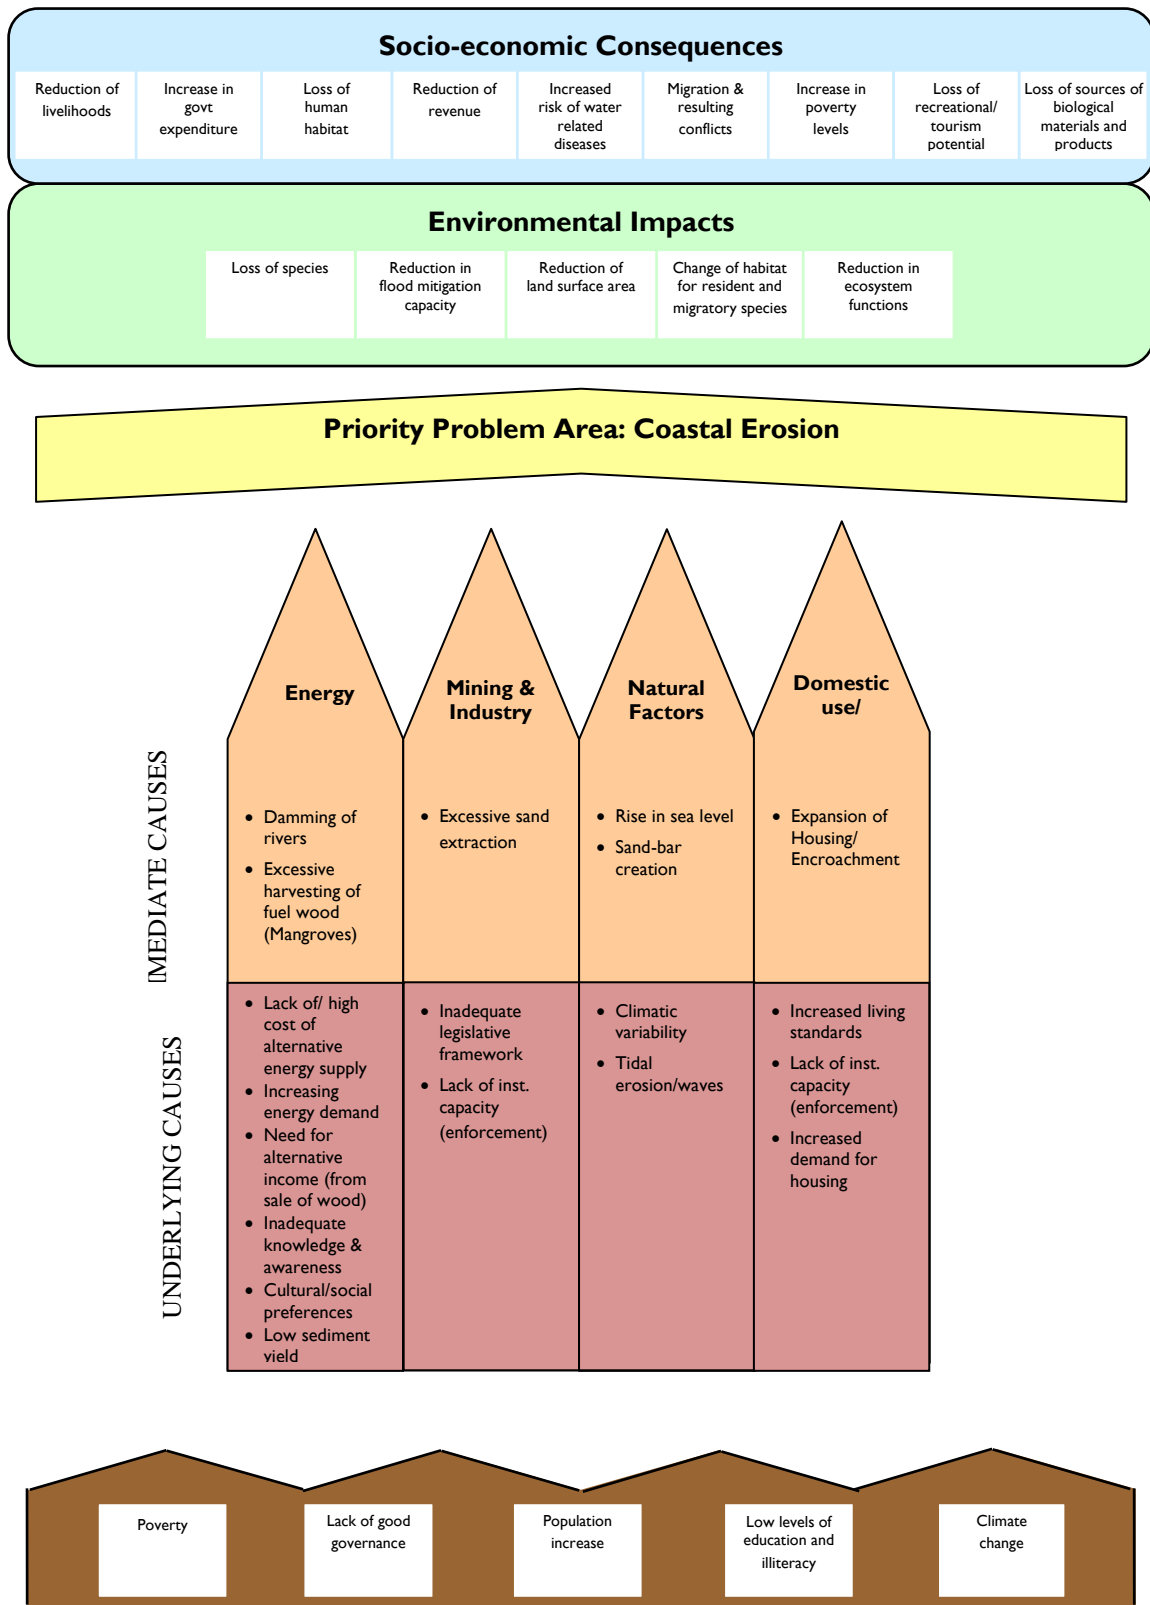 Socio-economic Consequences
Reduction of
livelihoods
Increase in
govt
expenditure
Loss of
human
habitat
Reduction of
revenue
Increased
risk of water
related
diseases
Migration &
resulting
conflicts
Increase in
poverty
levels
Loss of
recreational/
tourism
potential
Loss of sources of
biological
materials and
products
Environmental Impacts
Loss of species
Reduction in
flood mitigation
capacity
Reduction of
land surface area
Change of habitat
for resident and
migratory species
Reduction in
ecosystem
functions
Priority Problem Area: Coastal Erosion
Energy
Mining &
Industry
Natural
Factors
Domestic
use/
MEDIATE CAUSES
• Damming of
rivers
• Excessive
harvesting of
fuel wood
(Mangroves)
• Excessive sand
extraction
• Rise in sea level
• Sand-bar
creation
• Expansion of
Housing/
Encroachment
UNDERLYING CAUSES
• Lack of/ high
cost of
alternative
energy supply
• Increasing
energy demand
• Need for
alternative
income (from
sale of wood)
• Inadequate
knowledge &
awareness
• Cultural/social
preferences
• Low sediment
yield
• Inadequate
legislative
framework
• Lack of inst.
capacity
(enforcement)
• Climatic
variability
• Tidal
erosion/waves
• Increased living
standards
• Lack of inst.
capacity
(enforcement)
• Increased
demand for
housing
Poverty
Lack of good
governance
Population
increase
Low levels of
education and
illiteracy
Climate
change